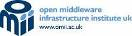 omii
open middleware
infrastructure institute uk
www.omii.ac.uk